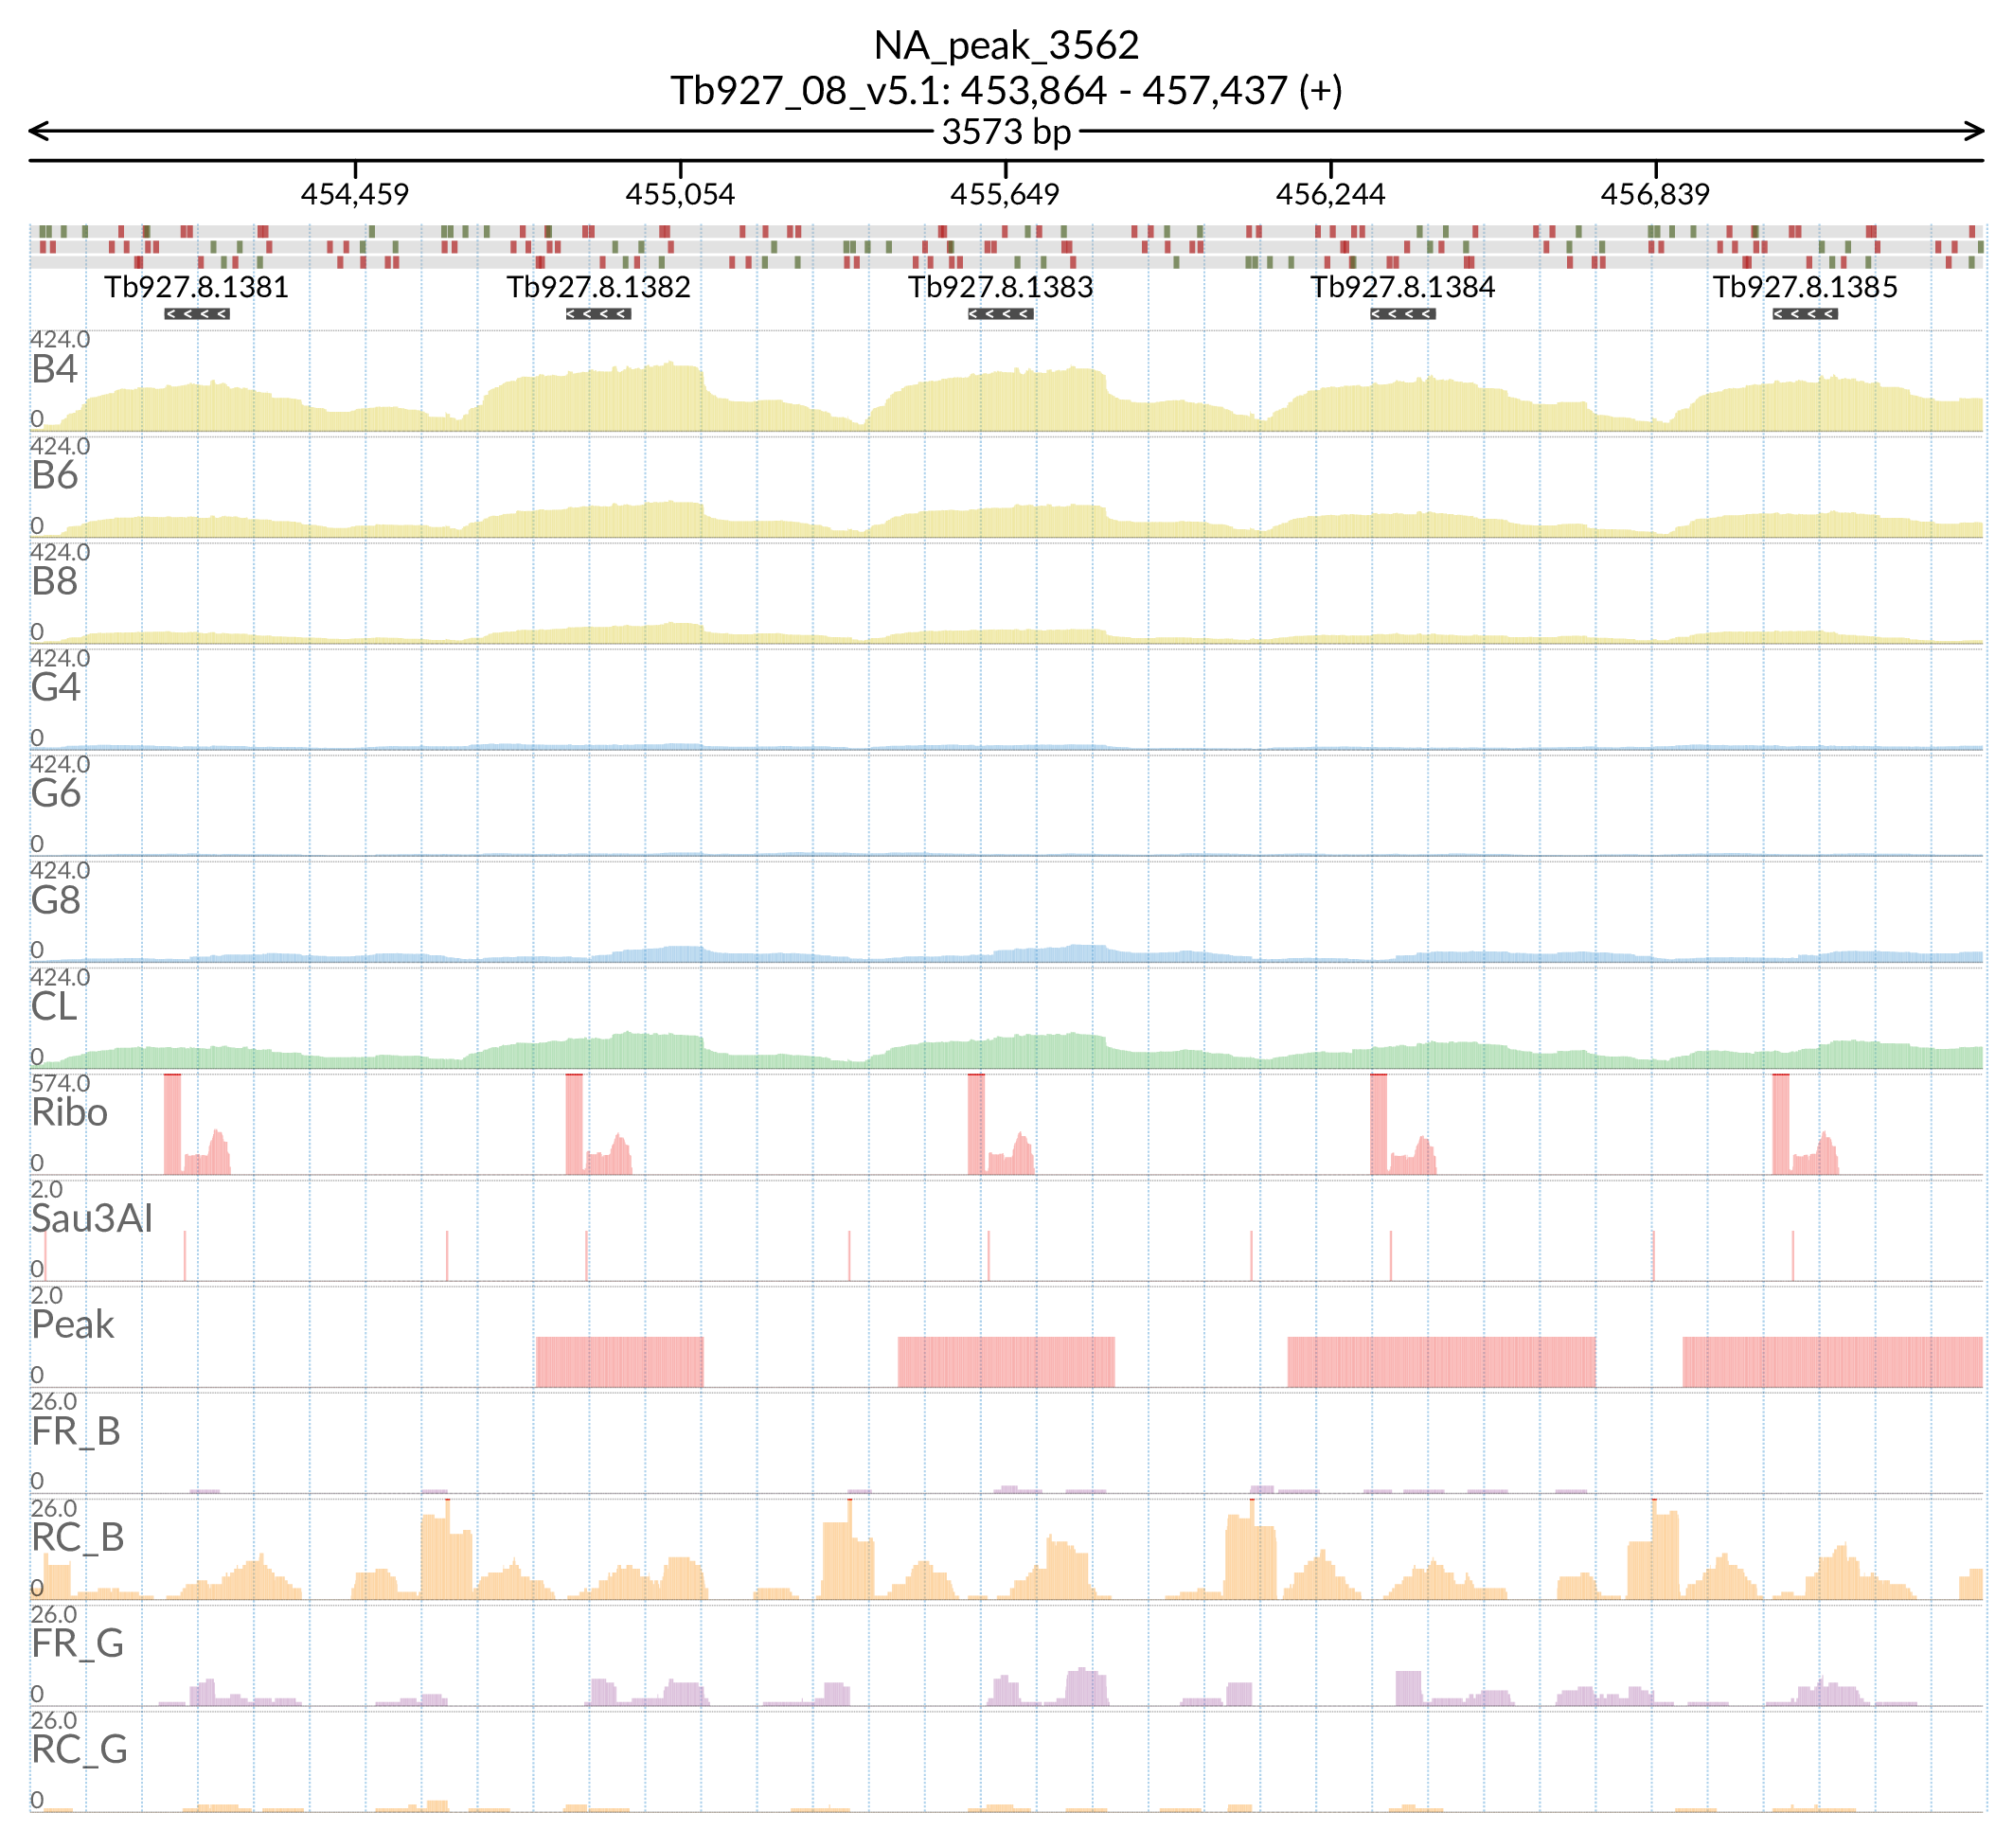 NA_peak_3562
Tb927_08_v5.1: 453,864 - 457,437 (+)
3573 bp
454,459 455,054 455,649 456,244 456,839
Tb927.8.1381 Tb927.8.1382 Tb927.8.1383 Tb927.8.1384 Tb927.8.1385
424.0
B4
0
424.0
B6
0
424.0
B8
0
424.0
G4
0
424.0
G6
0
424.0
G8
0
424.0
CL
0
574.0
Ribo
0
2.0
Sau3AI
0
2.0
Peak
0
26.0
FR_B
0
26.0
RC_B
0
26.0
FR_G
0
26.0
RC_G
0